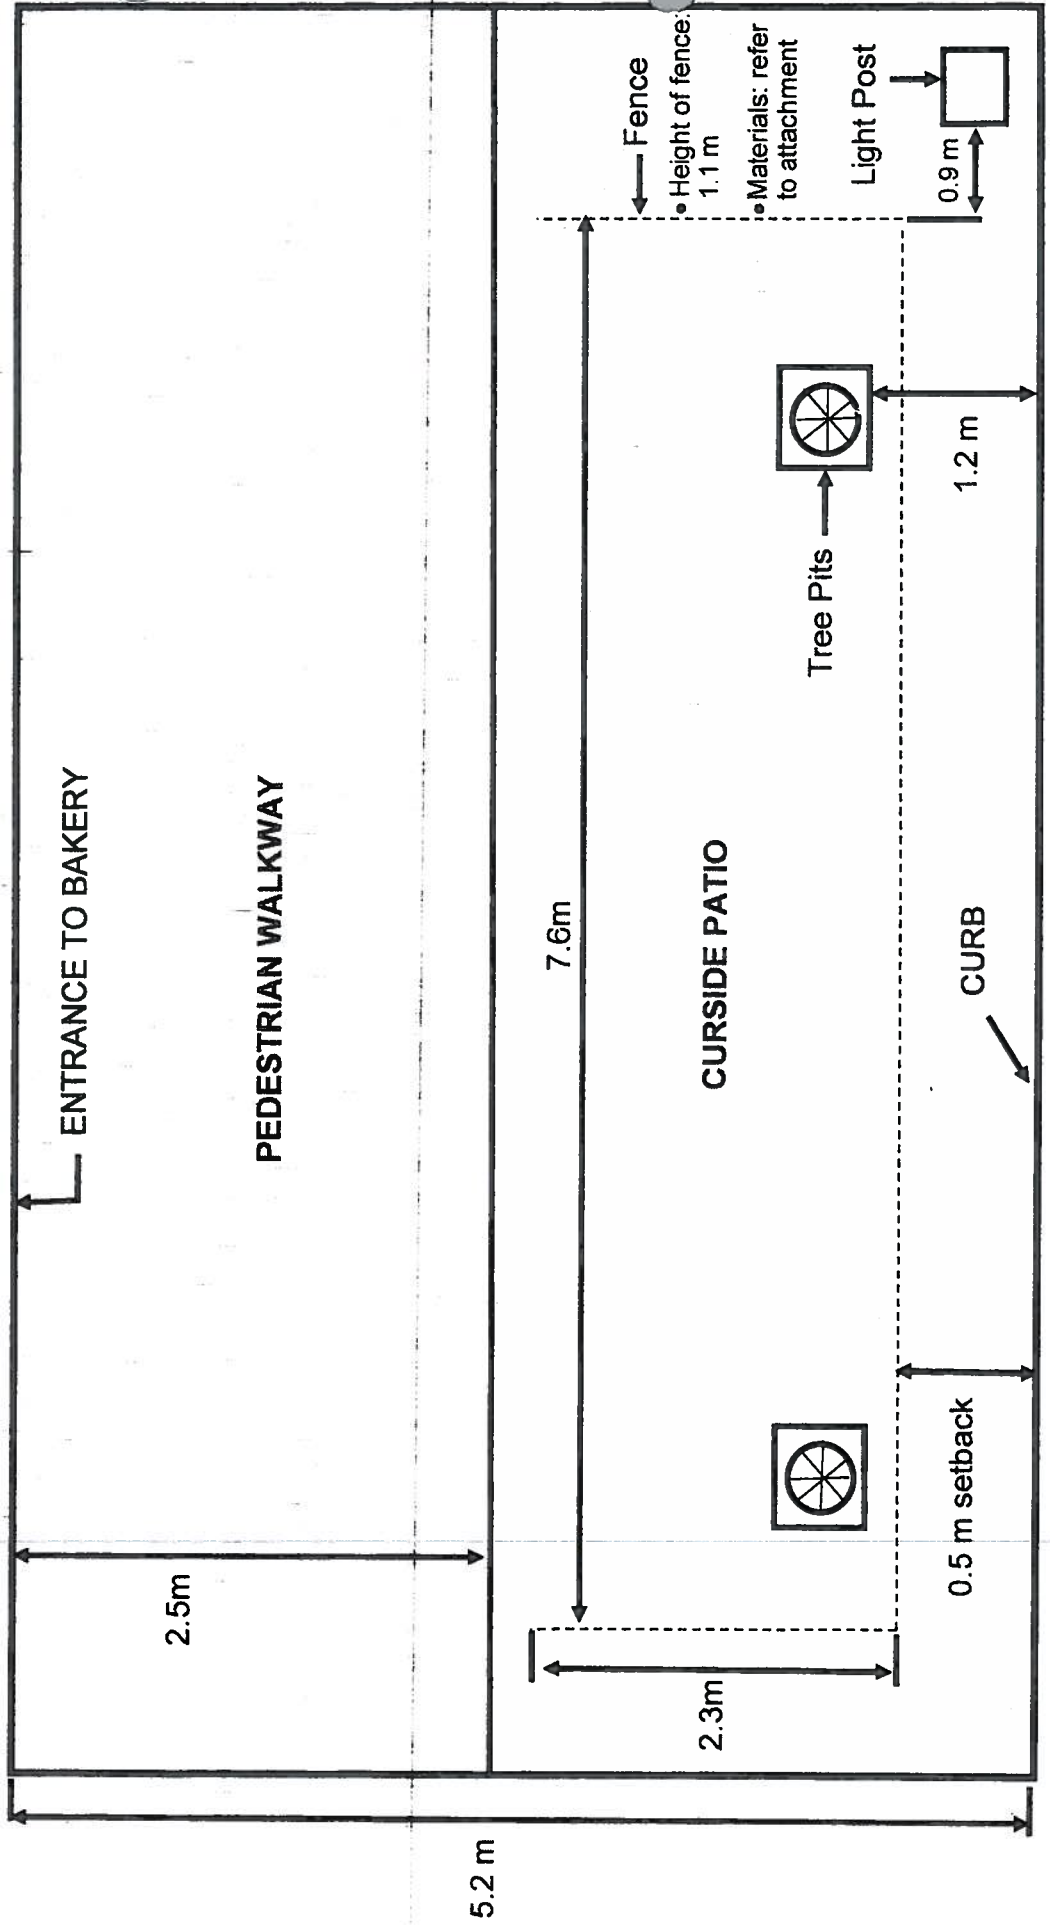 ENTRANCE TO BAKERY
PEDESTRIAN WALKWAY
2.5m
5.2 m
7.6m
Fence
• Height of fence:
1.1 m
• Materials: refer
to attachment
Light Post
0.9 m
CURSIDE PATIO
Tree Pits
1.2 m
2.3m
0.5 m setback
CURB